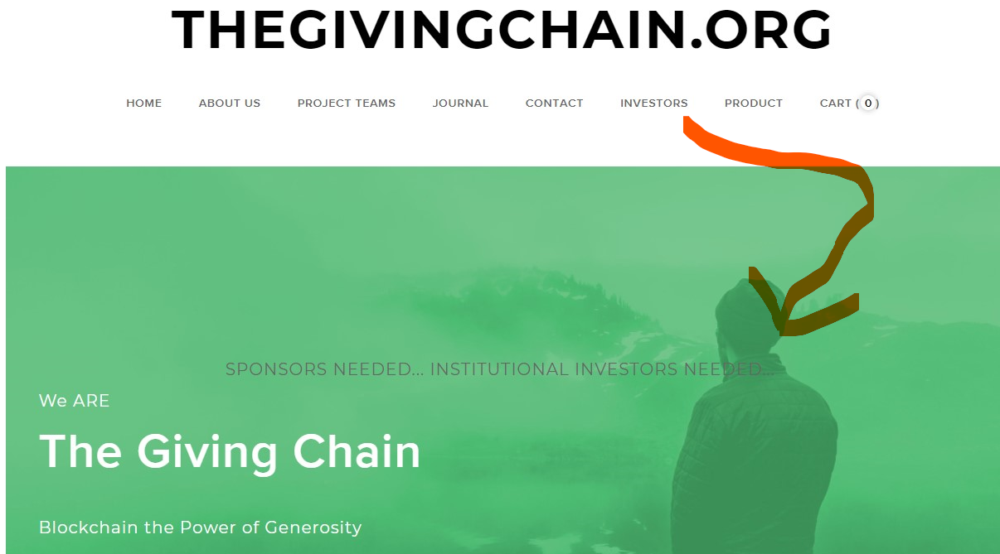 THEGIVINGCHAIN.ORG
HOME ABOUT US PROJECT TEAMS JOURNAL CONTACT INVESTORS PRODUCT CART (0)
SPONSORS NEEDED... INSTITUTIONAL INVESTORS NEEDED...
We ARE
The Giving Chain
Blockchain the Power of Generosity